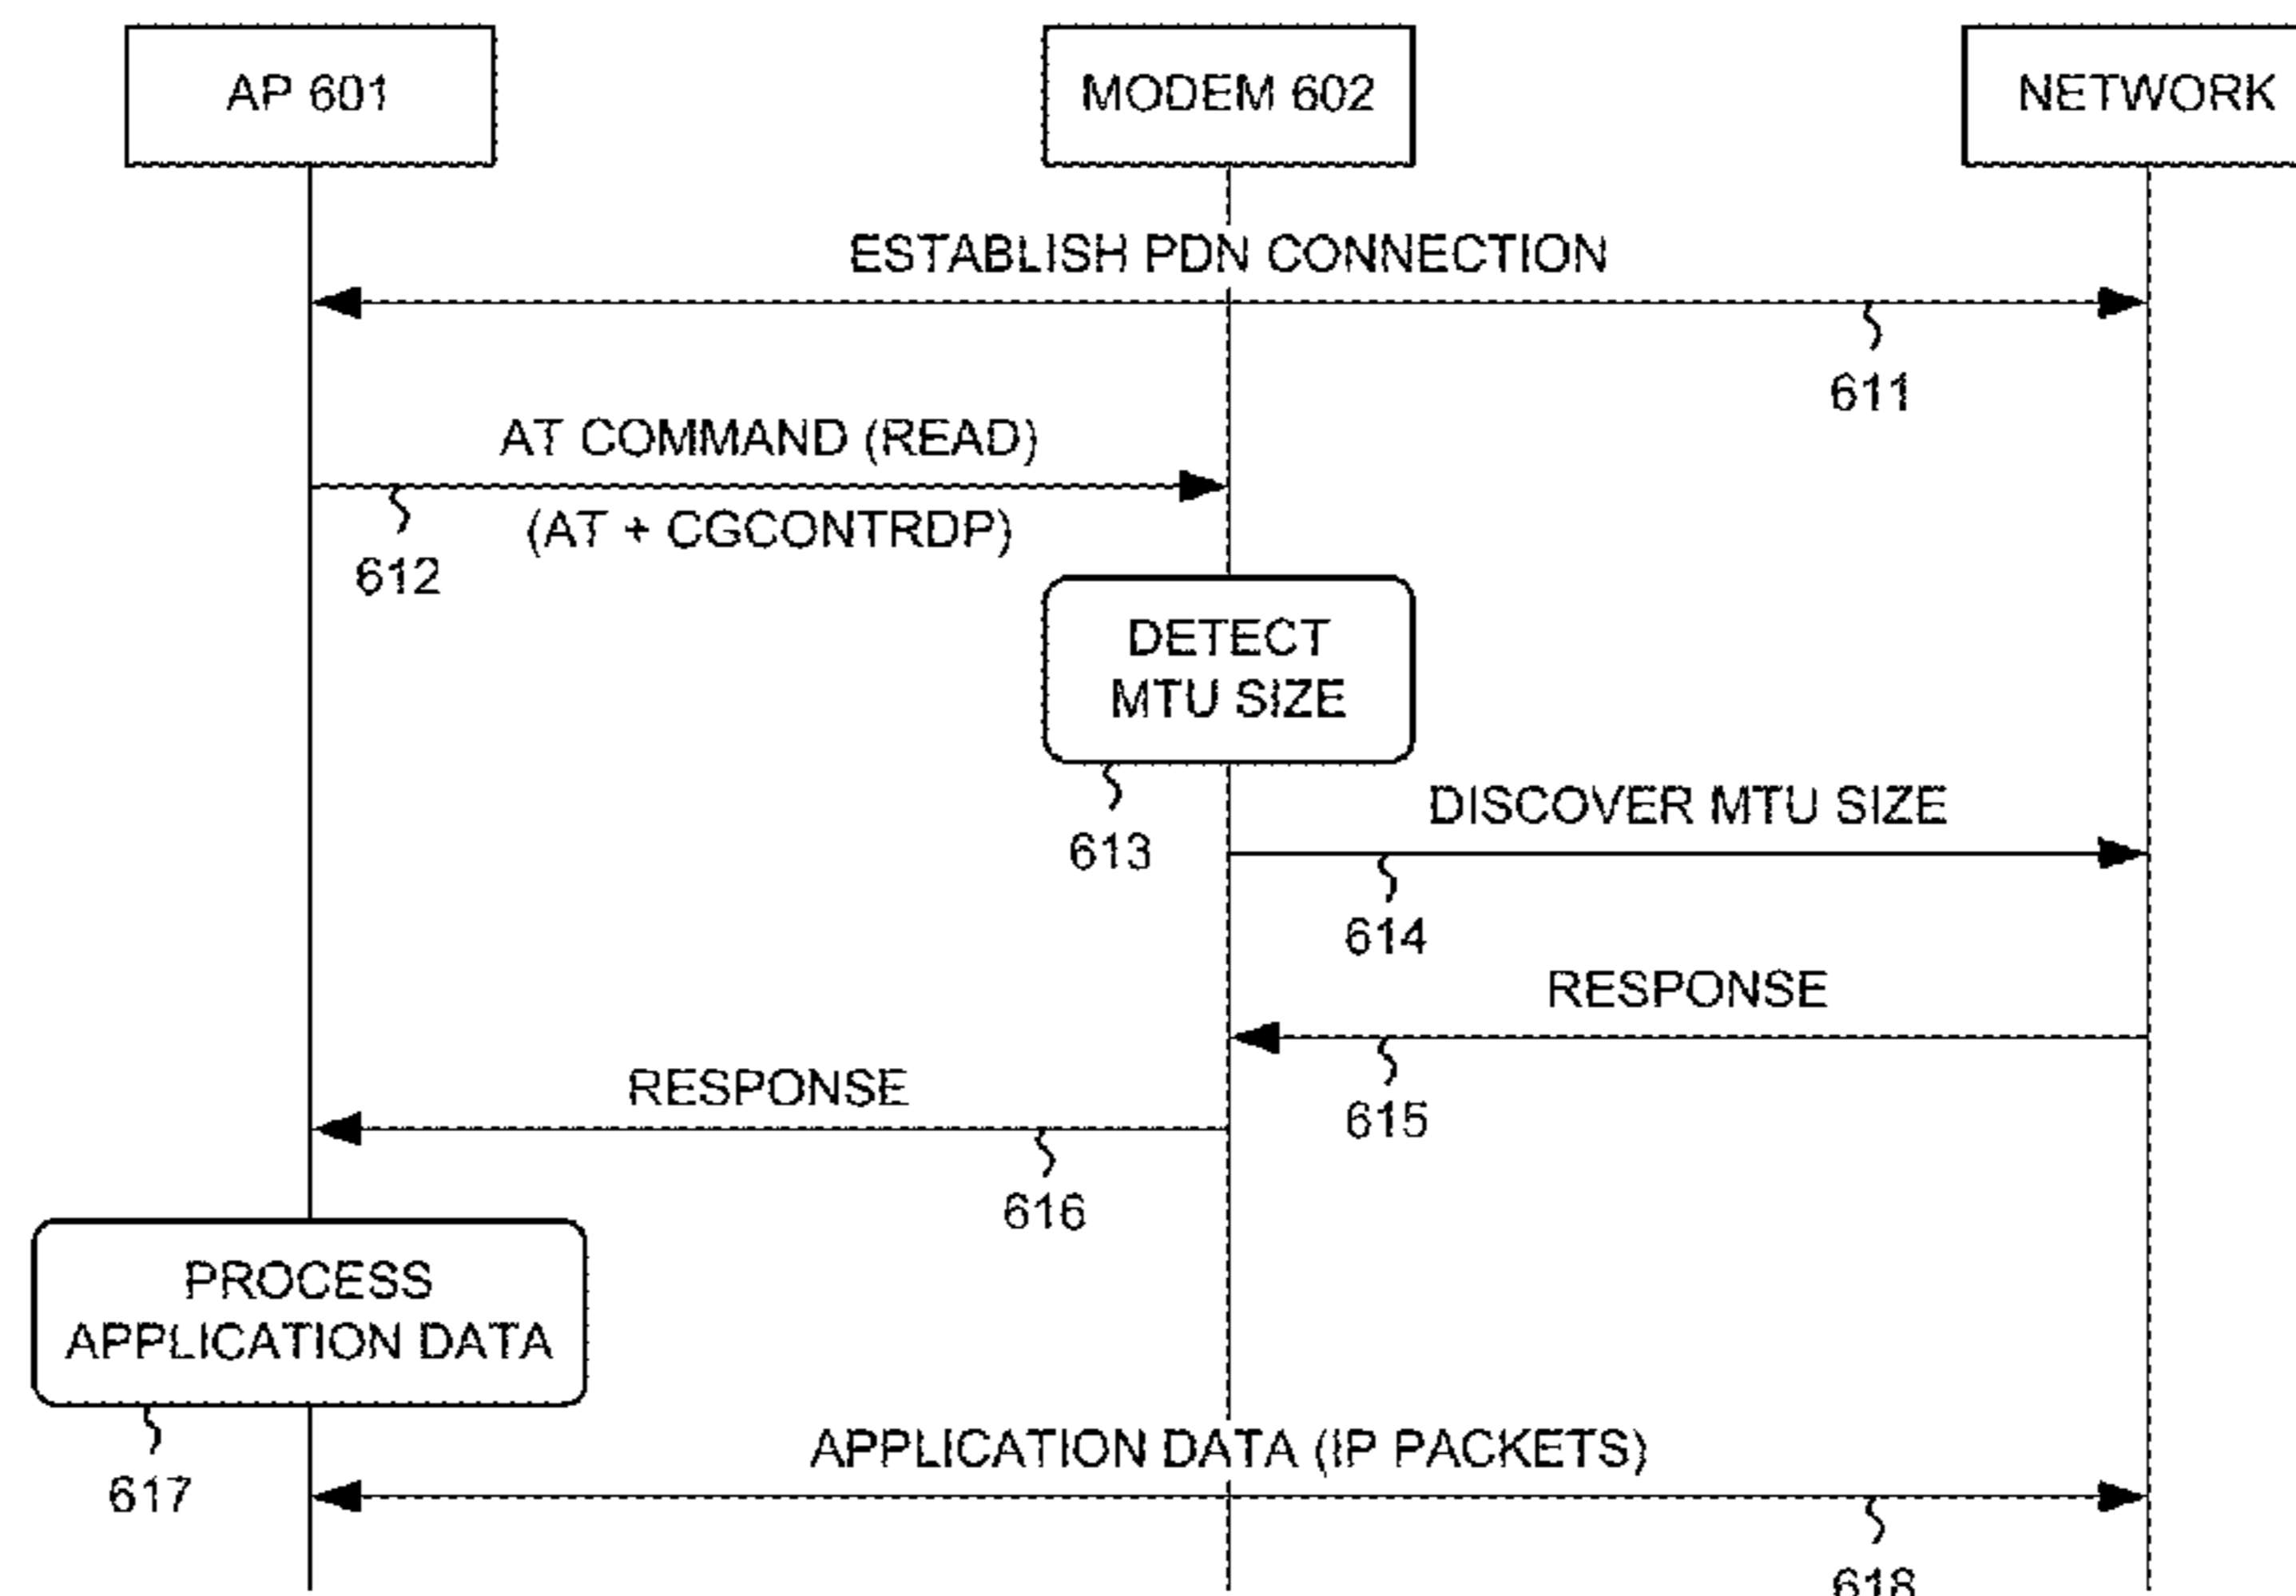 AP 601
MODEM 602
NETWORK
ESTABLISH PDN CONNECTION
611
AT COMMAND (READ)
(AT + CGCONTRDP)
612
DETECT
MTU SIZE
613
DISCOVER MTU SIZE
614
RESPONSE
615
RESPONSE
616
PROCESS
APPLICATION DATA
617
APPLICATION DATA (IP PACKETS)
618